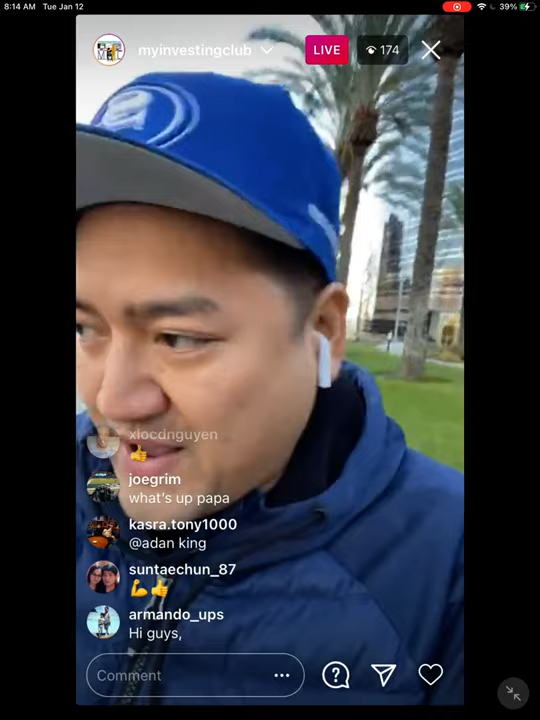 8:14 AM Tue Jan 12
39%
myinvestingclub
LIVE
174
xlocdnguyen
👍
joegrim
what's up papa
kasra.tony1000
@adan king
suntaechun_87
💪👍
armando_ups
Hi guys,
Comment